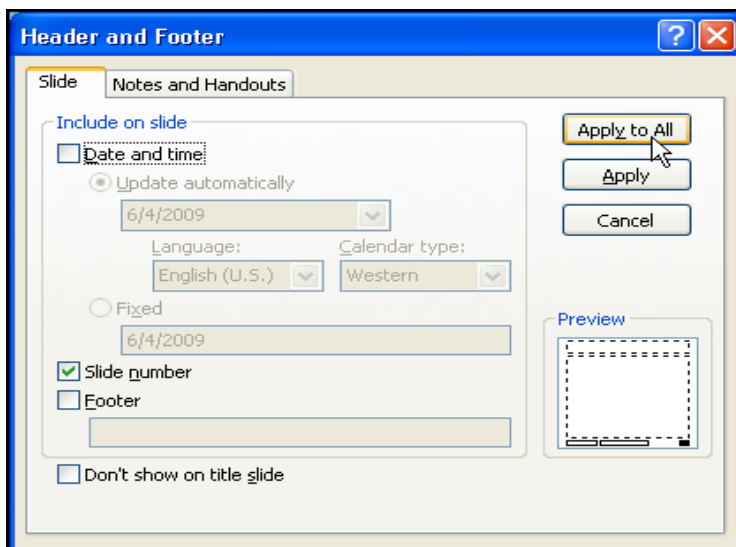 Header and Footer
?
Slide
Notes and Handouts
Include on slide
Date and time
Update automatically
6/4/2009
Language:
Calendar type:
English (U.S.)
Western
Fixed
6/4/2009
Slide number
Footer
Don't show on title slide
Apply to All
Apply
Cancel
Preview